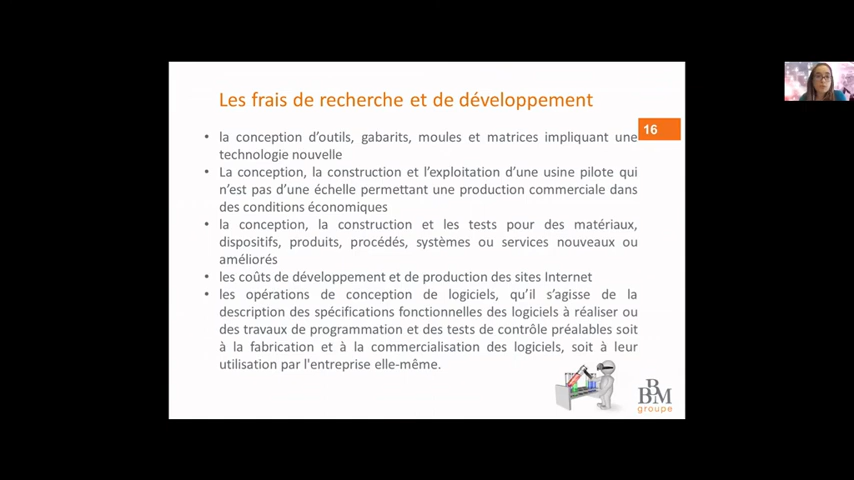 Les frais de recherche et de développement
16
• la conception d'outils, gabarits, moules et matrices impliquant une
technologie nouvelle
• La conception, la construction et l'exploitation d'une usine pilote qui
n'est pas d'une échelle permettant une production commerciale dans
des conditions économiques
• la conception, la construction et les tests pour des matériaux,
dispositifs, produits, procédés, systèmes ou services nouveaux ou
améliorés
• les coûts de développement et de production des sites Internet
• les opérations de conception de logiciels, qu'il s'agisse de la
description des spécifications fonctionnelles des logiciels à réaliser ou
des travaux de programmation et des tests de contrôle préalables soit
à la fabrication et à la commercialisation des logiciels, soit à leur
utilisation par l'entreprise elle-même.
BBM
groupe